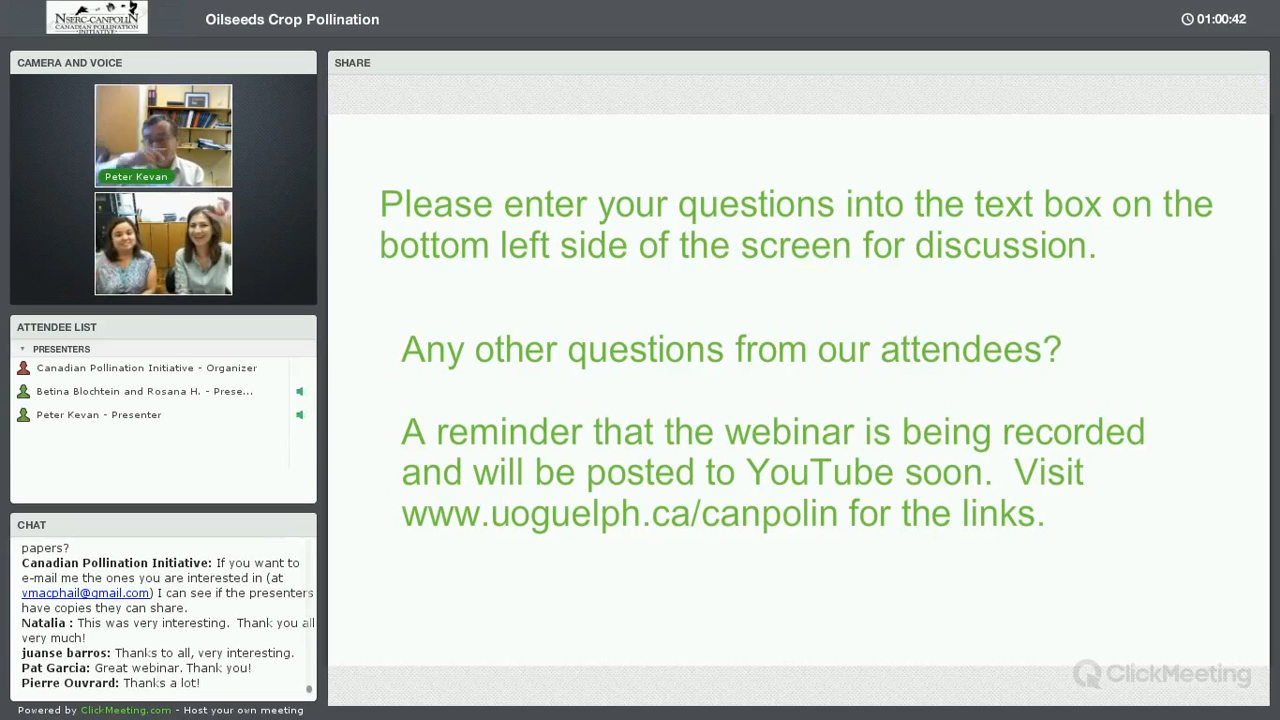 NSERC-CANPOLIN
CANADIAN POLLINATION
INITIATIVE
Oilseeds Crop Pollination
01:00:42
CAMERA AND VOICE
Peter Kevan
ATTENDEE LIST
PRESENTERS
Canadian Pollination Initiative - Organizer
Betina Blochtein and Rosana H. - Prese...
Peter Kevan - Presenter
CHAT
papers?
Canadian Pollination Initiative: If you want to
e-mail me the ones you are interested in (at
vmacphail@gmail.com) I can see if the presenters
have copies they can share.
Natalia : This was very interesting.  Thank you all
very much!
juanse barros: Thanks to all, very interesting.
Pat Garcia: Great webinar. Thank you!
Pierre Ouvrard: Thanks a lot!
Powered by ClickMeeting.com - Host your own meeting
SHARE
Please enter your questions into the text box on the
bottom left side of the screen for discussion.
Any other questions from our attendees?
A reminder that the webinar is being recorded
and will be posted to YouTube soon.  Visit
www.uoguelph.ca/canpolin for the links.
ClickMeeting